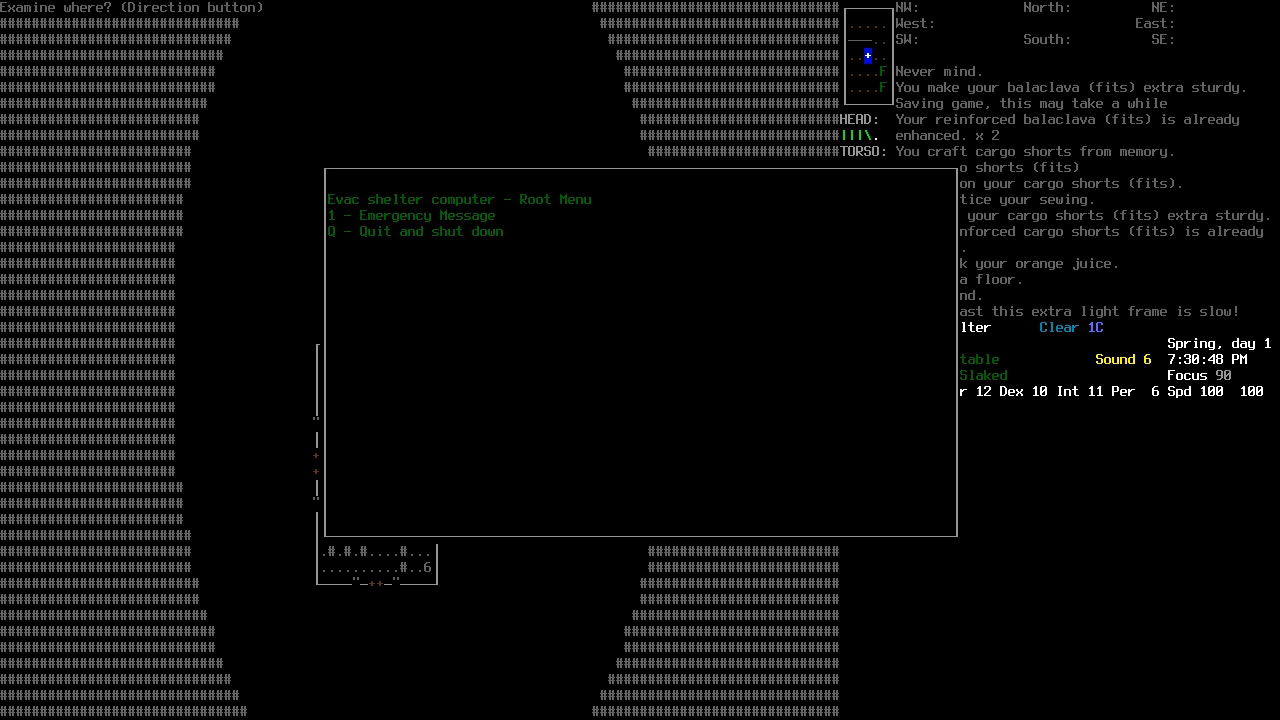 Examine where? (Direction button)
NW: North: NE:
West: East:
SW: South: SE:
Never mind.
You make your balaclava (fits) extra sturdy.
Saving game, this may take a while
HEAD: Your reinforced balaclava (fits) is already
enhanced. x 2
TORSO: You craft cargo shorts from memory.
o shorts (fits)
on your cargo shorts (fits).
tice your sewing.
your cargo shorts (fits) extra sturdy.
nforced cargo shorts (fits) is already
.
k your orange juice.
a floor.
nd.
ast this extra light frame is slow!
lter Clear 1C
Spring, day 1
table Sound 6 7:30:48 PM
Slaked Focus 90
r 12 Dex 10 Int 11 Per 6 Spd 100 100
Evac shelter computer - Root Menu
1 - Emergency Message
Q - Quit and shut down